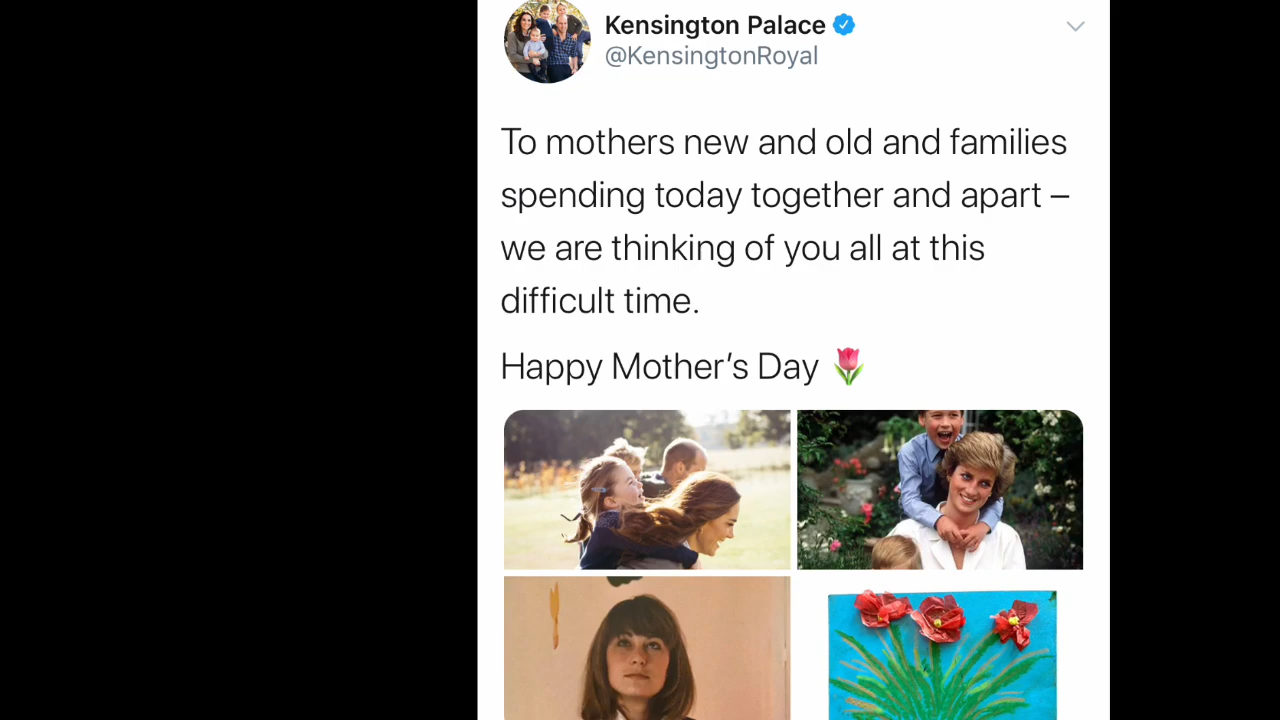 Kensington Palace
@KensingtonRoyal
To mothers new and old and families
spending today together and apart –
we are thinking of you all at this
difficult time.
Happy Mother’s Day 🌷